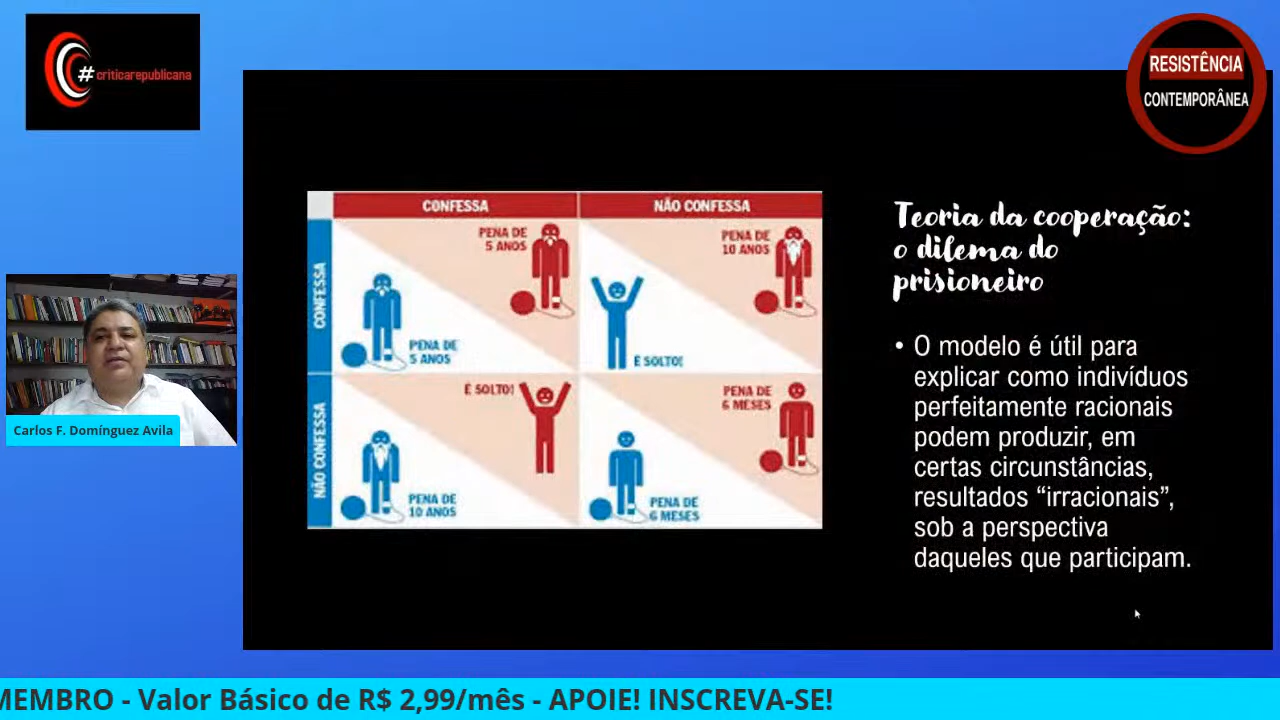 #criticarepublicana
RESISTÊNCIA
CONTEMPORÂNEA
CONFESSA
NÃO CONFESSA
CONFESSA
PENA DE
5 ANOS
PENA DE
5 ANOS
PENA DE
10 ANOS
É SOLTO!
NÃO CONFESSA
É SOLTO!
PENA DE
10 ANOS
PENA DE
6 MESES
PENA DE
6 MESES
Teoria da cooperação:
o dilema do
prisioneiro
• O modelo é útil para
explicar como indivíduos
perfeitamente racionais
podem produzir, em
certas circunstâncias,
resultados “irracionais”,
sob a perspectiva
daqueles que participam.
Carlos F. Domínguez Avila
MEMBRO - Valor Básico de R$ 2,99/mês - APOIE! INSCREVA-SE!